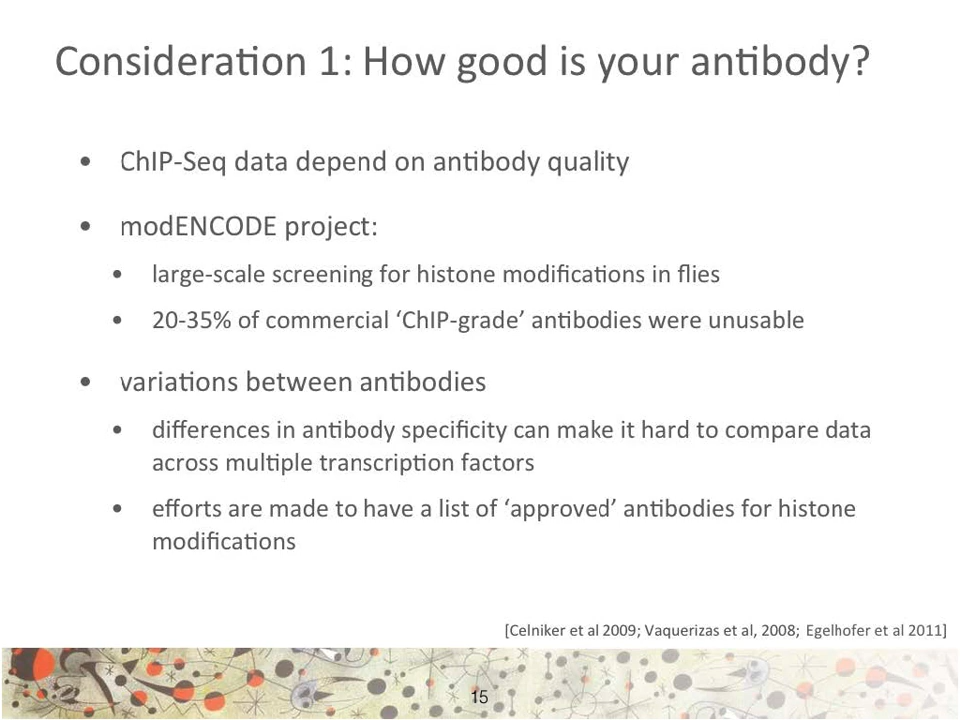 Consideration 1: How good is your antibody?
• ChIP-Seq data depend on antibody quality
• modENCODE project:
• large-scale screening for histone modifications in flies
• 20-35% of commercial ‘ChIP-grade’ antibodies were unusable
• variations between antibodies
• differences in antibody specificity can make it hard to compare data
across multiple transcription factors
• efforts are made to have a list of ‘approved’ antibodies for histone
modifications
[Celniker et al 2009; Vaquerizas et al, 2008; Egelhofer et al 2011]
15